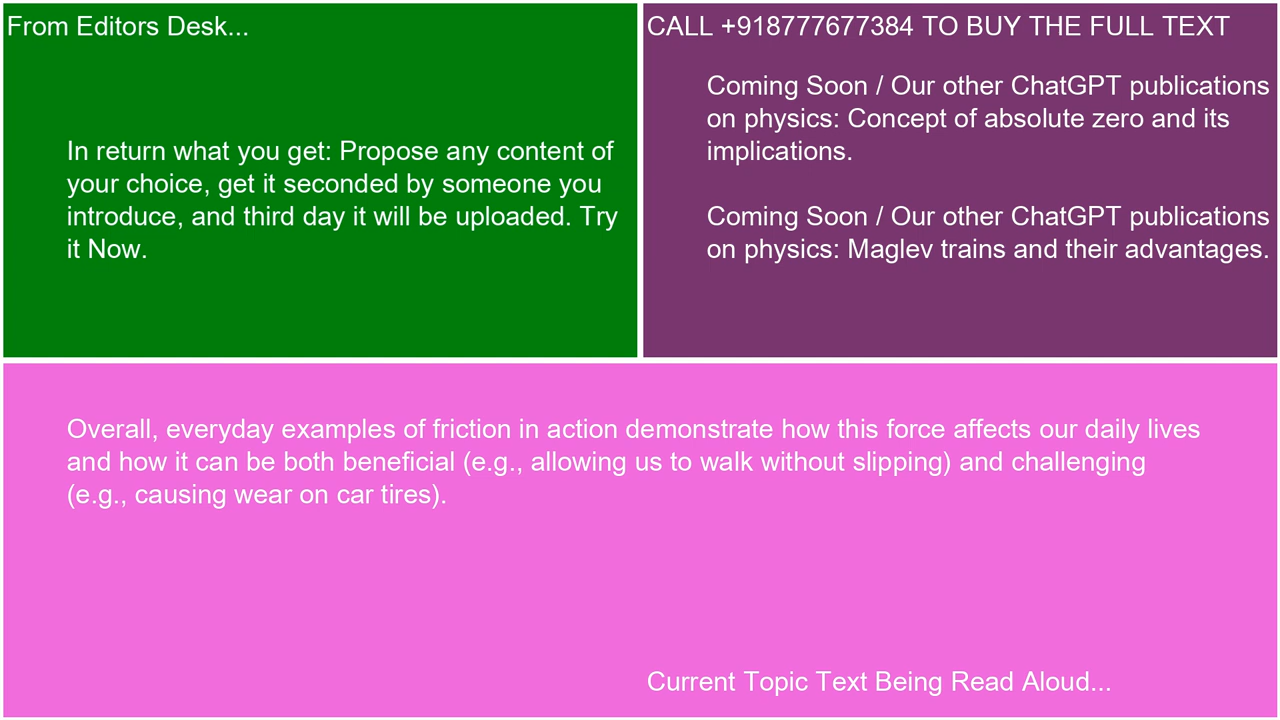 From Editors Desk...
In return what you get: Propose any content of
your choice, get it seconded by someone you
introduce, and third day it will be uploaded. Try
it Now.
CALL +918777677384 TO BUY THE FULL TEXT
Coming Soon / Our other ChatGPT publications
on physics: Concept of absolute zero and its
implications.
Coming Soon / Our other ChatGPT publications
on physics: Maglev trains and their advantages.
Overall, everyday examples of friction in action demonstrate how this force affects our daily lives
and how it can be both beneficial (e.g., allowing us to walk without slipping) and challenging
(e.g., causing wear on car tires).
Current Topic Text Being Read Aloud...